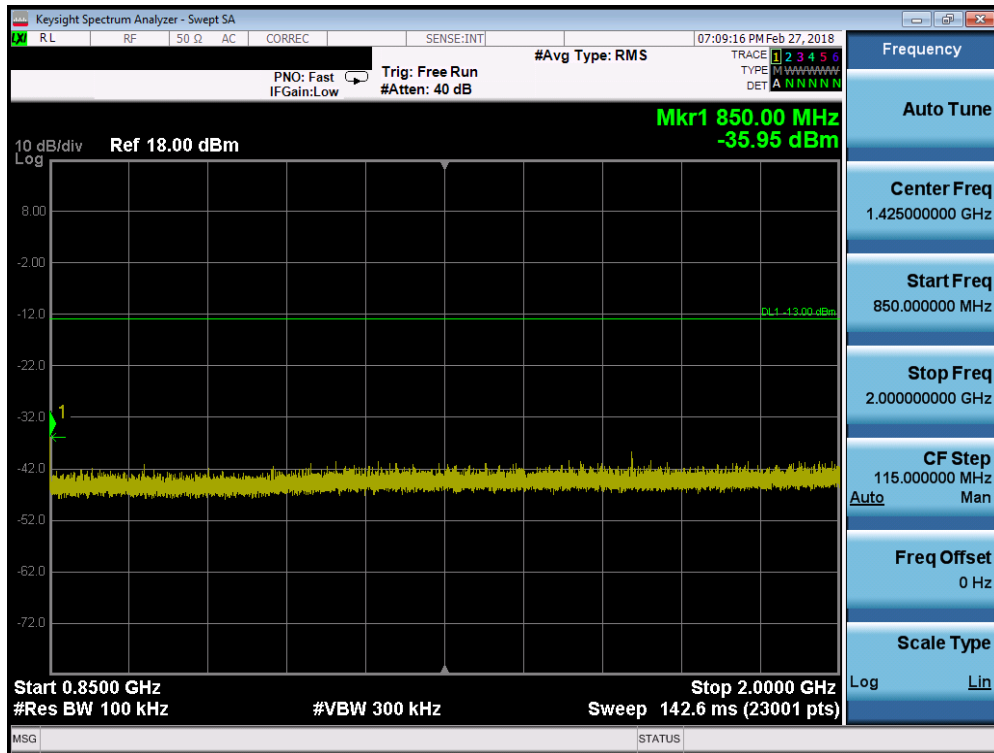 Keysight Spectrum Analyzer - Swept SA
LXI RL RF 50 Ω AC CORREC SENSE:INT 07:09:16 PM Feb 27, 2018
#Avg Type: RMS TRACE 1 2 3 4 5 6
PNO: Fast Trig: Free Run TYPE M WWWWW
IFGain:Low #Atten: 40 dB DET A N N N N N
Mkr1 850.00 MHz
-35.95 dBm
10 dB/div Ref 18.00 dBm
Log
8.00
-2.00
-12.0
DL1 -13.00 dBm
-22.0
-32.0
1
-42.0
-52.0
-62.0
-72.0
Start 0.8500 GHz Stop 2.0000 GHz
#Res BW 100 kHz #VBW 300 kHz Sweep 142.6 ms (23001 pts)
MSG STATUS
Frequency
Auto Tune
Center Freq
1.425000000 GHz
Start Freq
850.000000 MHz
Stop Freq
2.000000000 GHz
CF Step
115.000000 MHz
Auto Man
Freq Offset
0 Hz
Scale Type
Log Lin